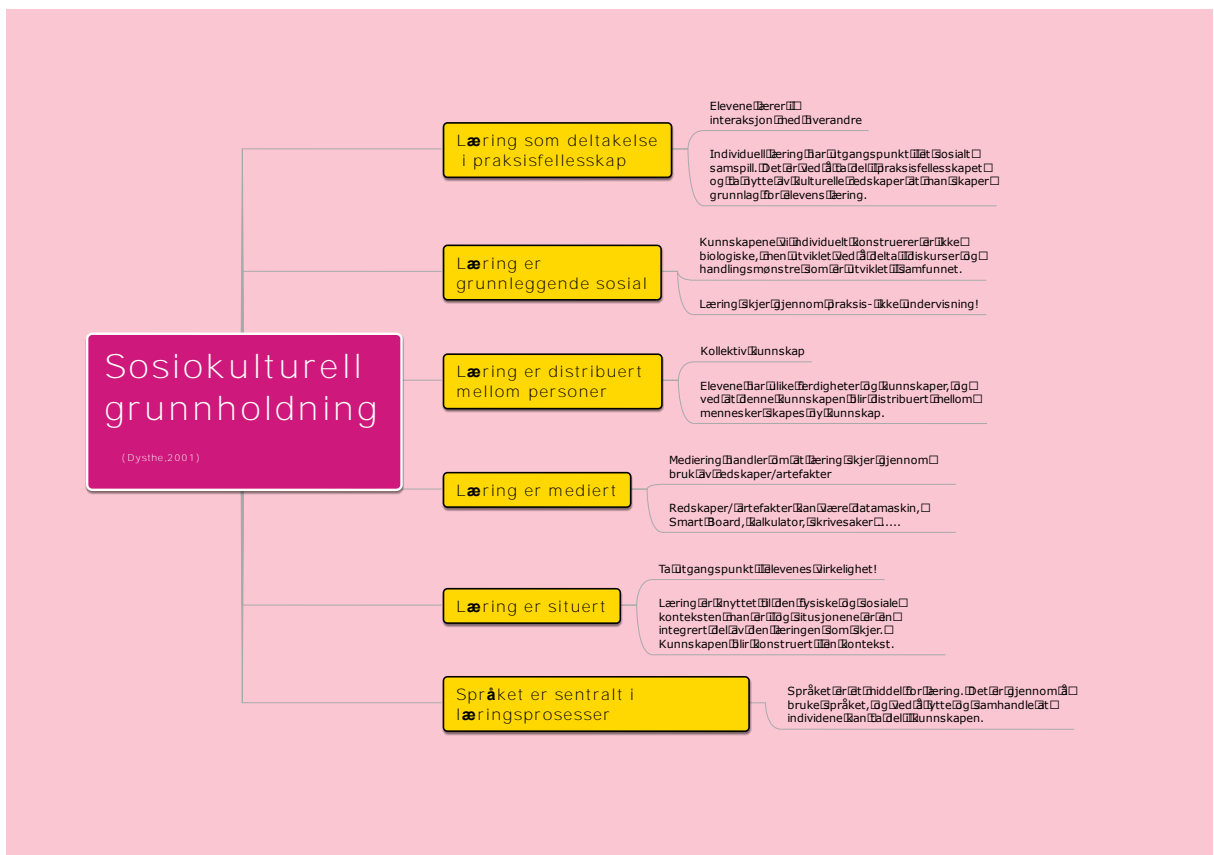 Sosiokulturell
grunnholdning
(Dysthe,2001)
Læring som deltakelse
i praksisfellesskap
Elevene lærer i
interaksjon med hverandre
Individuell læring har utgangspunkt i et sosialt
samspill. Det er ved å ta del i praksisfellesskapet
og ta nytte av kulturelle redskaper at man skaper
grunnlag for elevens læring.
Læring er
grunnleggende sosial
Kunnskapene vi individuelt konstruerer er ikke
biologiske, men utviklet ved å delta i diskurser og
handlingsmønstre som er utviklet i samfunnet.
Læring skjer gjennom praksis- ikke undervisning!
Læring er distribuert
mellom personer
Kollektiv kunnskap
Elevene har ulike ferdigheter og kunnskaper, og
ved at denne kunnskapen blir distribuert mellom
mennesker skapes ny kunnskap.
Læring er mediert
Mediering handler om at læring skjer gjennom
bruk av redskaper/artefakter
Redskaper/ artefakter kan være datamaskin,
Smart Board, kalkulator, skrivesaker .....
Læring er situert
Ta utgangspunkt i elevenes virkelighet!
Læring er knyttet til den fysiske og sosiale
konteksten man er i og situsjonene er en
integrert del av den læringen som skjer.
Kunnskapen blir konstruert i en kontekst.
Språket er sentralt i
læringsprosesser
Språket er et middel for læring. Det er gjennom å
bruke språket, og ved å lytte og samhandle at
individene kan ta del i kunnskapen.